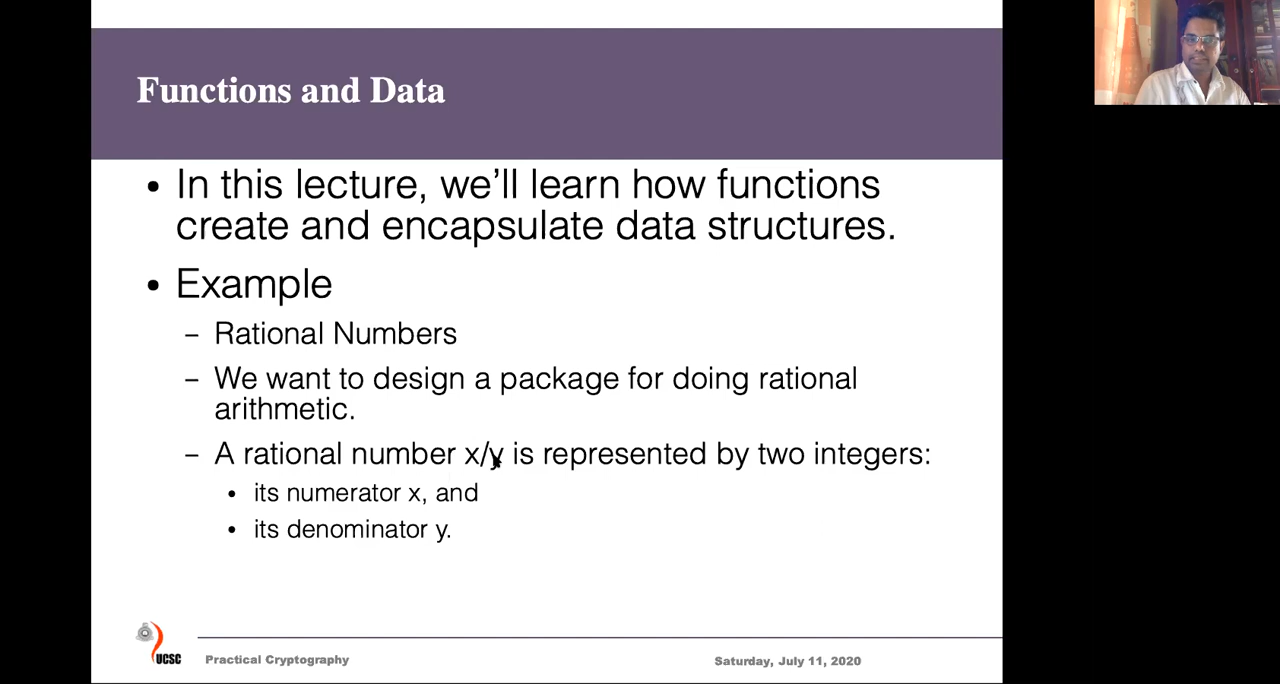 Functions and Data
• In this lecture, we'll learn how functions
create and encapsulate data structures.
• Example
– Rational Numbers
– We want to design a package for doing rational
arithmetic.
– A rational number x/y is represented by two integers:
• its numerator x, and
• its denominator y.
UCSC
Practical Cryptography
Saturday, July 11, 2020